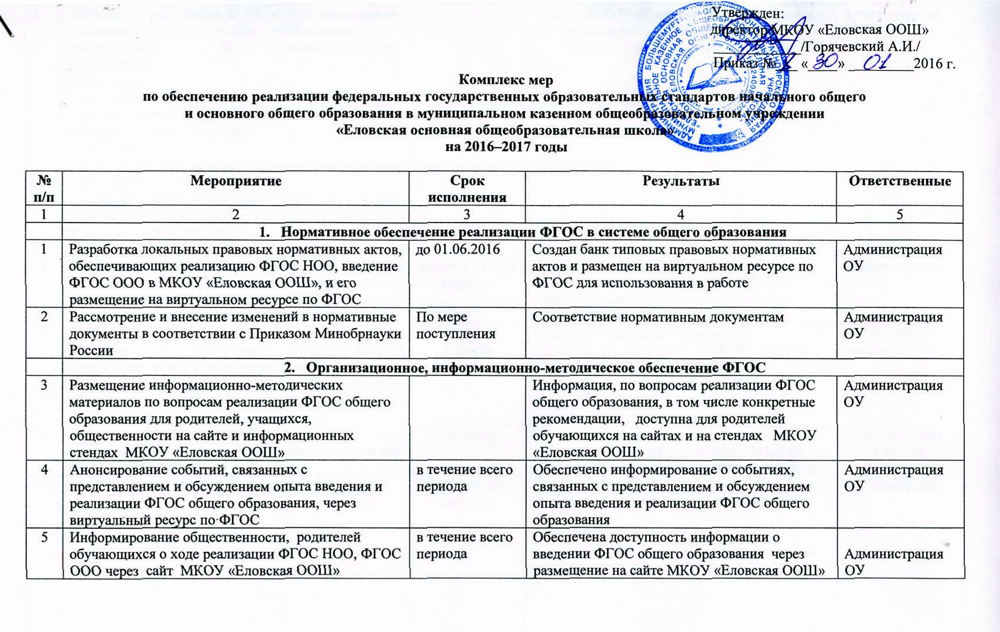 Утвержден:
директор МКОУ «Еловская ООШ»
/Горячевский А.И./
Приказ № «30» 01 2016 г.
Комплекс мер
по обеспечению реализации федеральных государственных образовательных стандартов начального общего
и основного общего образования в муниципальном казенном общеобразовательном учреждении
«Еловская основная общеобразовательная школа»
на 2016–2017 годы
№
п/п
Мероприятие
Срок
исполнения
Результаты
Ответственные
1
2
3
4
5
1. Нормативное обеспечение реализации ФГОС в системе общего образования
1
Разработка локальных правовых нормативных актов,
обеспечивающих реализацию ФГОС НОО, введение
ФГОС ООО в МКОУ «Еловская ООШ», и его
размещение на виртуальном ресурсе по ФГОС
до 01.06.2016
Создан банк типовых правовых нормативных
актов и размещен на виртуальном ресурсе по
ФГОС для использования в работе
Администрация
ОУ
2
Рассмотрение и внесение изменений в нормативные
документы в соответствии с Приказом Минобрнауки
России
По мере
поступления
Соответствие нормативным документам
Администрация
ОУ
2. Организационное, информационно-методическое обеспечение ФГОС
3
Размещение информационно-методических
материалов по вопросам реализации ФГОС общего
образования для родителей, учащихся,
общественности на сайте и информационных
стендах МКОУ «Еловская ООШ»
Информация, по вопросам реализации ФГОС
общего образования, в том числе конкретные
рекомендации, доступна для родителей
обучающихся на сайтах и на стендах МКОУ
«Еловская ООШ»
Администрация
ОУ
4
Анонсирование событий, связанных с
представлением и обсуждением опыта введения и
реализации ФГОС общего образования, через
виртуальный ресурс по ФГОС
в течение всего
периода
Обеспечено информирование о событиях,
связанных с представлением и обсуждением
опыта введения и реализации ФГОС общего
образования
Администрация
ОУ
5
Информирование общественности, родителей
обучающихся о ходе реализации ФГОС НОО, ФГОС
ООО через сайт МКОУ «Еловская ООШ»
в течение всего
периода
Обеспечена доступность информации о
введении ФГОС общего образования через
размещение на сайте МКОУ «Еловская ООШ»
Администрация
ОУ